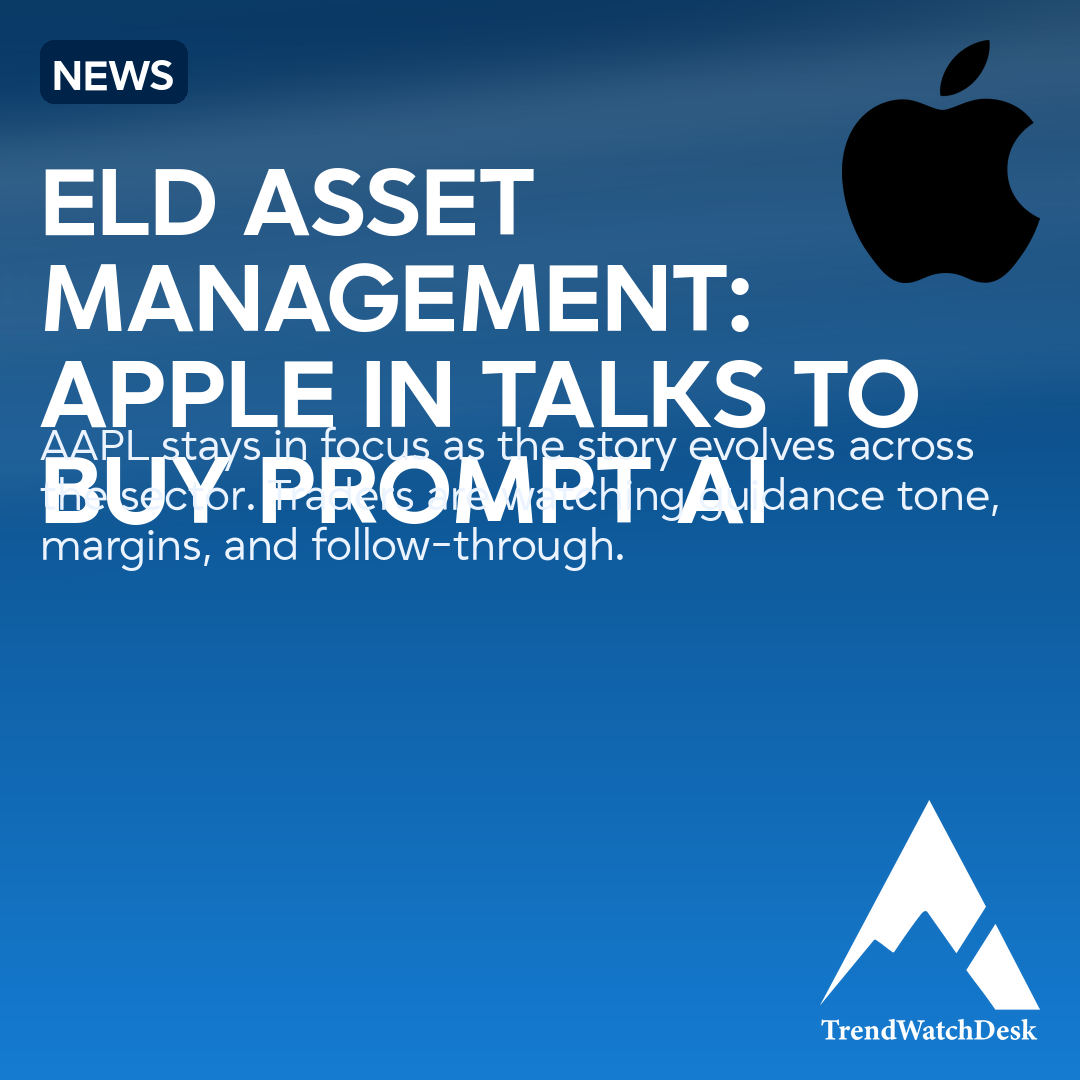 NEWS
ELD ASSET
MANAGEMENT:
APPLE IN TALKS TO
BUY PROMPT AI
AAPL stays in focus as the story evolves across
the sector. Traders are watching guidance tone,
margins, and follow-through.
TrendWatchDesk